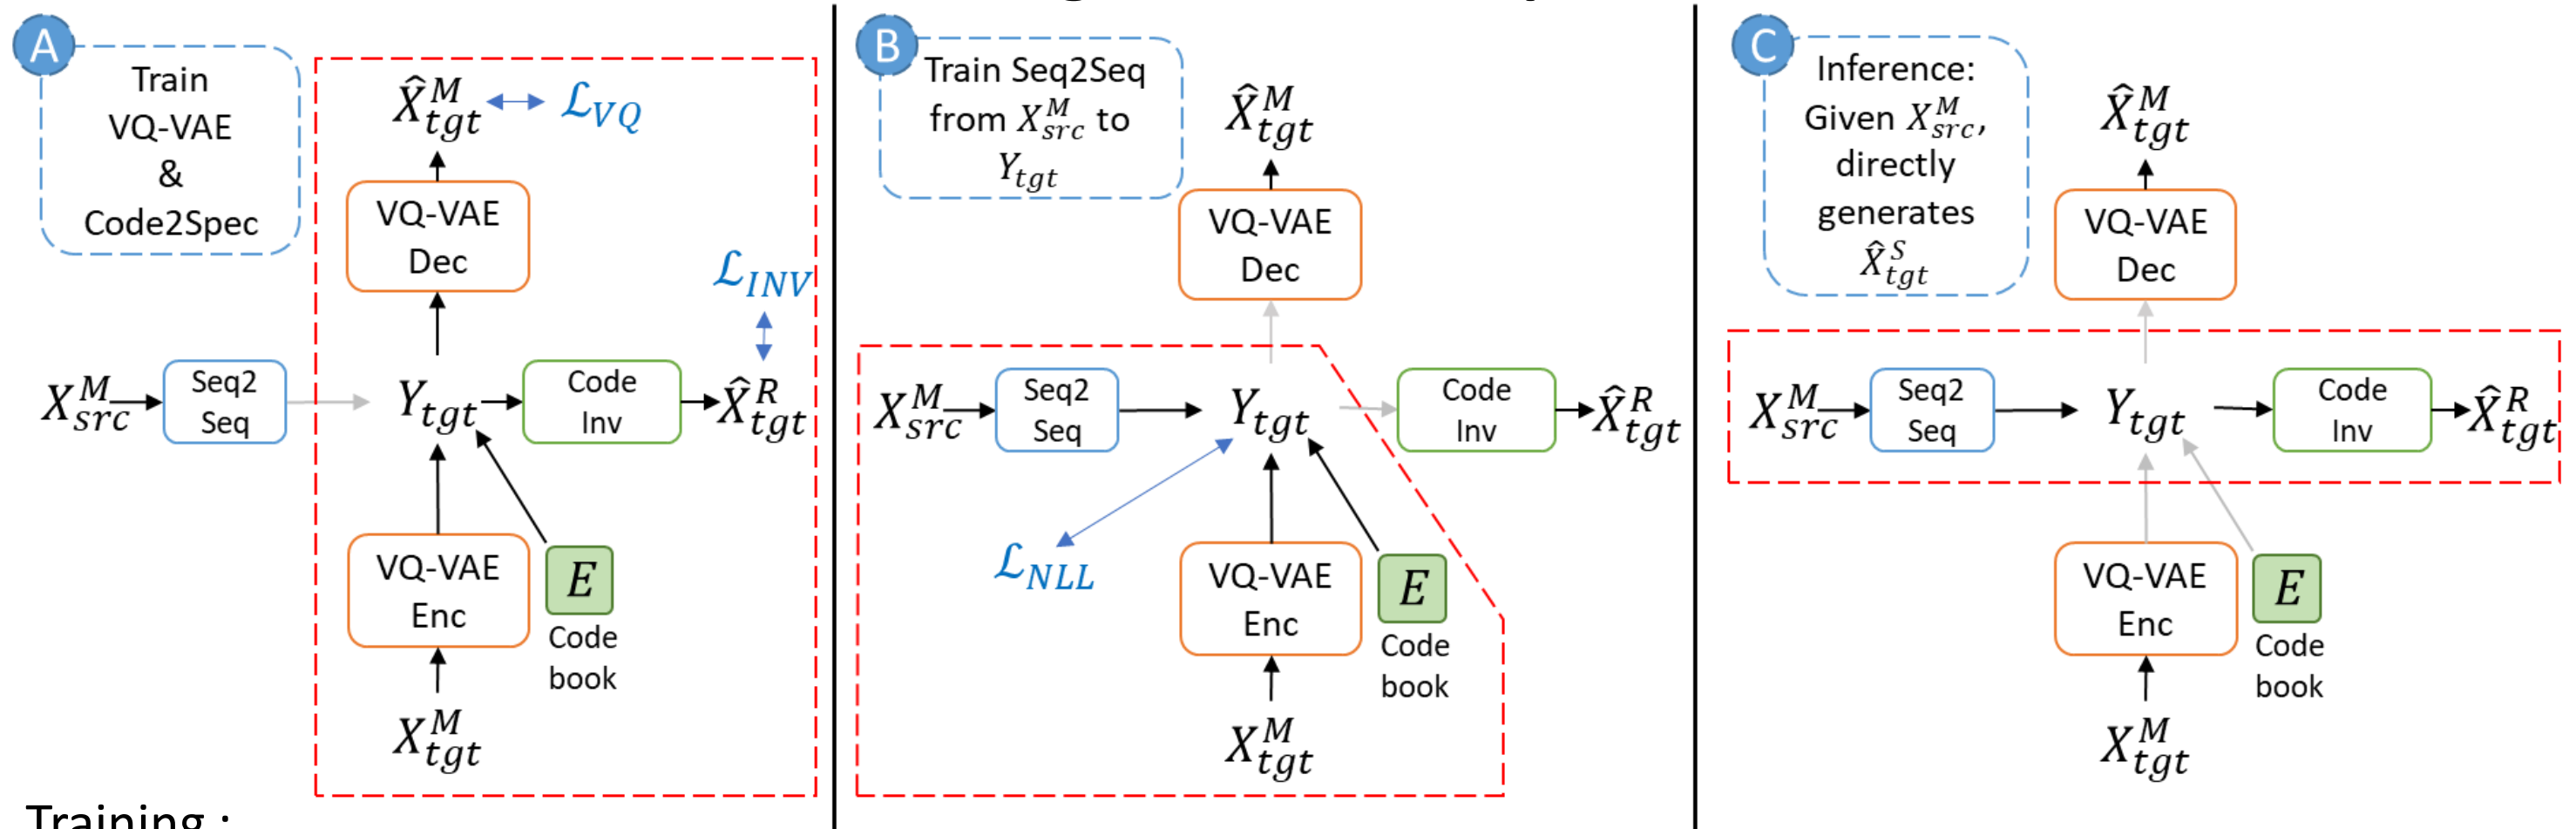 A
Train
VQ-VAE
&
Code2Spec
X̂^M_tgt
ℒ_VQ
VQ-VAE
Dec
ℒ_INV
X^M_src
Seq2
Seq
Y_tgt
Code
Inv
X̂^R_tgt
VQ-VAE
Enc
E
Code
book
X^M_tgt
Training :
B
Train Seq2Seq
from X^M_src to
Y_tgt
X̂^M_tgt
VQ-VAE
Dec
X^M_src
Seq2
Seq
Y_tgt
Code
Inv
X̂^R_tgt
ℒ_NLL
VQ-VAE
Enc
E
Code
book
X^M_tgt
C
Inference:
Given X^M_src,
directly
generates
X̂^S_tgt
X̂^M_tgt
VQ-VAE
Dec
X^M_src
Seq2
Seq
Y_tgt
Code
Inv
X̂^R_tgt
VQ-VAE
Enc
E
Code
book
X^M_tgt